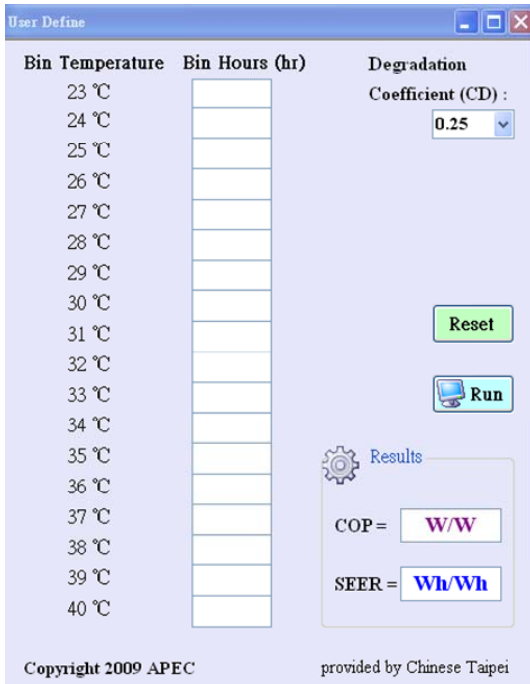 User Define
Bin Temperature Bin Hours (hr)
23 ℃
24 ℃
25 ℃
26 ℃
27 ℃
28 ℃
29 ℃
30 ℃
31 ℃
32 ℃
33 ℃
34 ℃
35 ℃
36 ℃
37 ℃
38 ℃
39 ℃
40 ℃
Degradation
Coefficient (CD) :
0.25
Reset
Run
Results
COP = W/W
SEER = Wh/Wh
Copyright 2009 APEC
provided by Chinese Taipei